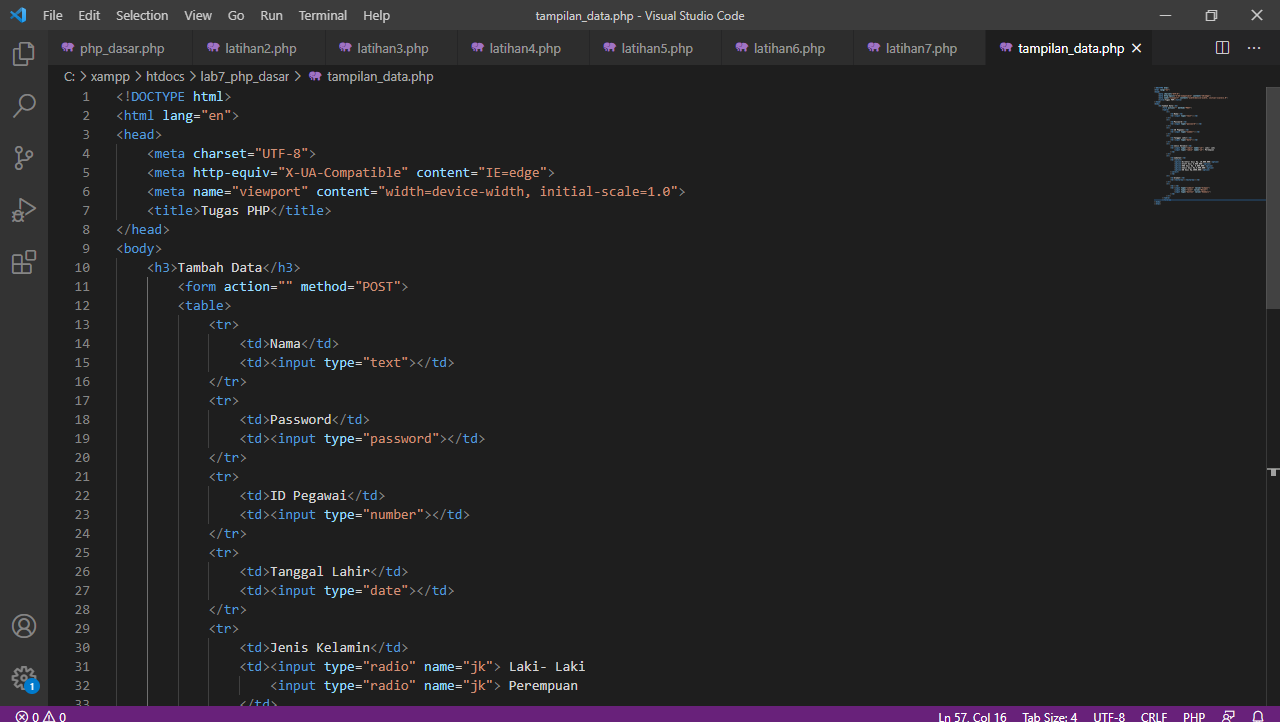 File Edit Selection View Go Run Terminal Help tampilan_data.php - Visual Studio Code
php_dasar.php latihan2.php latihan3.php latihan4.php latihan5.php latihan6.php latihan7.php tampilan_data.php
C: > xampp > htdocs > lab7_php_dasar > tampilan_data.php
1 <!DOCTYPE html>
2 <html lang="en">
3 <head>
4 <meta charset="UTF-8">
5 <meta http-equiv="X-UA-Compatible" content="IE=edge">
6 <meta name="viewport" content="width=device-width, initial-scale=1.0">
7 <title>Tugas PHP</title>
8 </head>
9 <body>
10 <h3>Tambah Data</h3>
11 <form action="" method="POST">
12 <table>
13 <tr>
14 <td>Nama</td>
15 <td><input type="text"></td>
16 </tr>
17 <tr>
18 <td>Password</td>
19 <td><input type="password"></td>
20 </tr>
21 <tr>
22 <td>ID Pegawai</td>
23 <td><input type="number"></td>
24 </tr>
25 <tr>
26 <td>Tanggal Lahir</td>
27 <td><input type="date"></td>
28 </tr>
29 <tr>
30 <td>Jenis Kelamin</td>
31 <td><input type="radio" name="jk"> Laki- Laki
32 <input type="radio" name="jk"> Perempuan
33 </td>
1
0 0 Ln 57, Col 16 Tab Size: 4 UTF-8 CRLF PHP